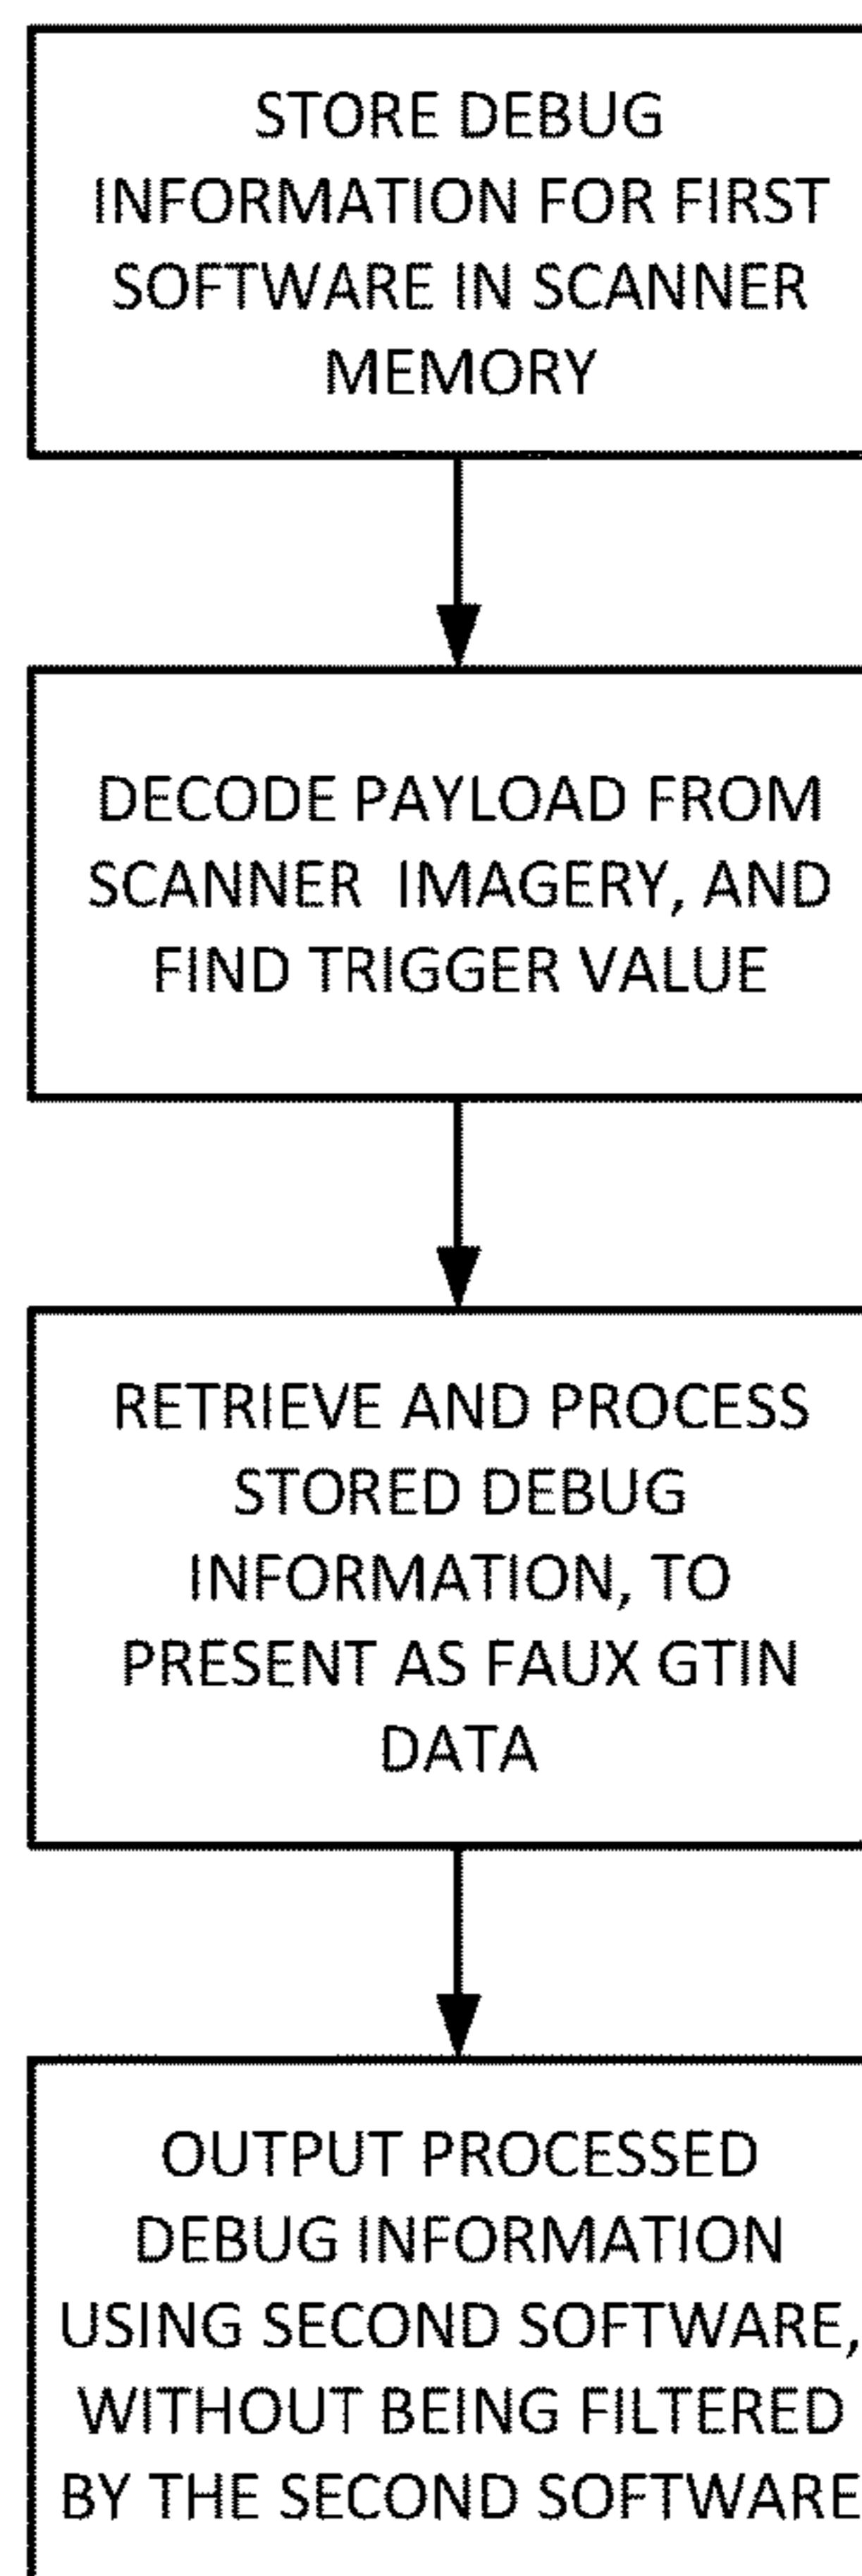 STORE DEBUG
INFORMATION FOR FIRST
SOFTWARE IN SCANNER
MEMORY
DECODE PAYLOAD FROM
SCANNER IMAGERY, AND
FIND TRIGGER VALUE
RETRIEVE AND PROCESS
STORED DEBUG
INFORMATION, TO
PRESENT AS FAUX GTIN
DATA
OUTPUT PROCESSED
DEBUG INFORMATION
USING SECOND SOFTWARE,
WITHOUT BEING FILTERED
BY THE SECOND SOFTWARE